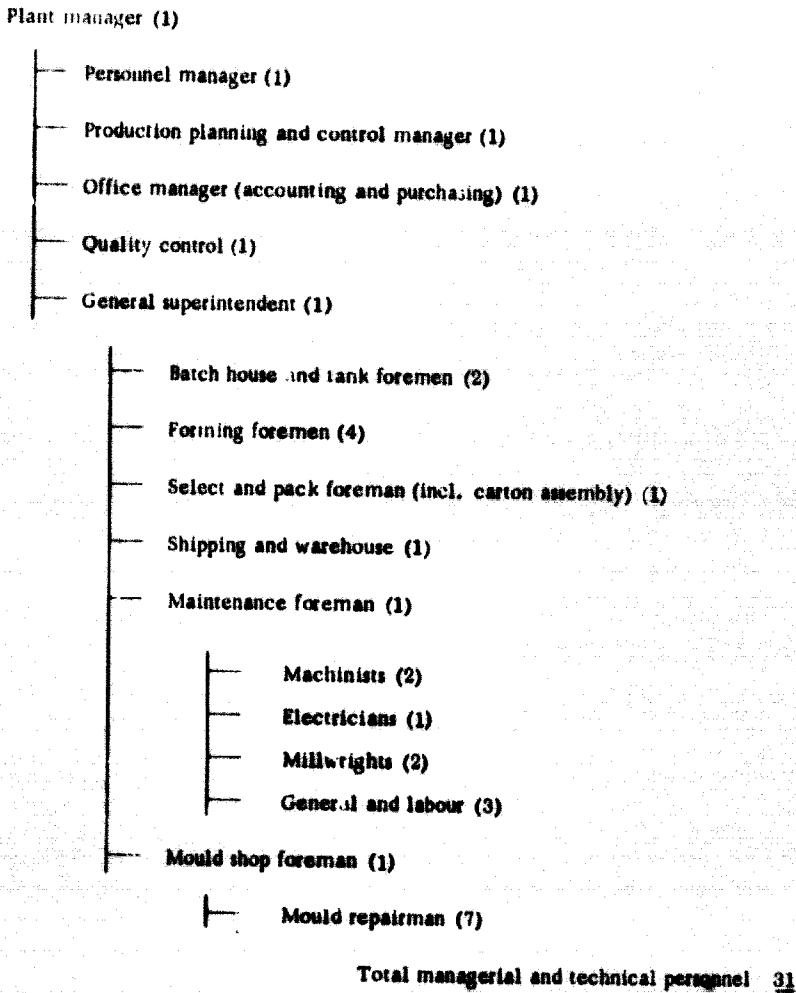 Plant manager (1)
Personnel manager (1)
Production planning and control manager (1)
Office manager (accounting and purchasing) (1)
Quality control (1)
General superintendent (1)
Batch house and tank foremen (2)
Forming foremen (4)
Select and pack foreman (incl. carton assembly) (1)
Shipping and warehouse (1)
Maintenance foreman (1)
Machinists (2)
Electricians (1)
Millwrights (2)
General and labour (3)
Mould shop foreman (1)
Mould repairman (7)
Total managerial and technical personnel 31